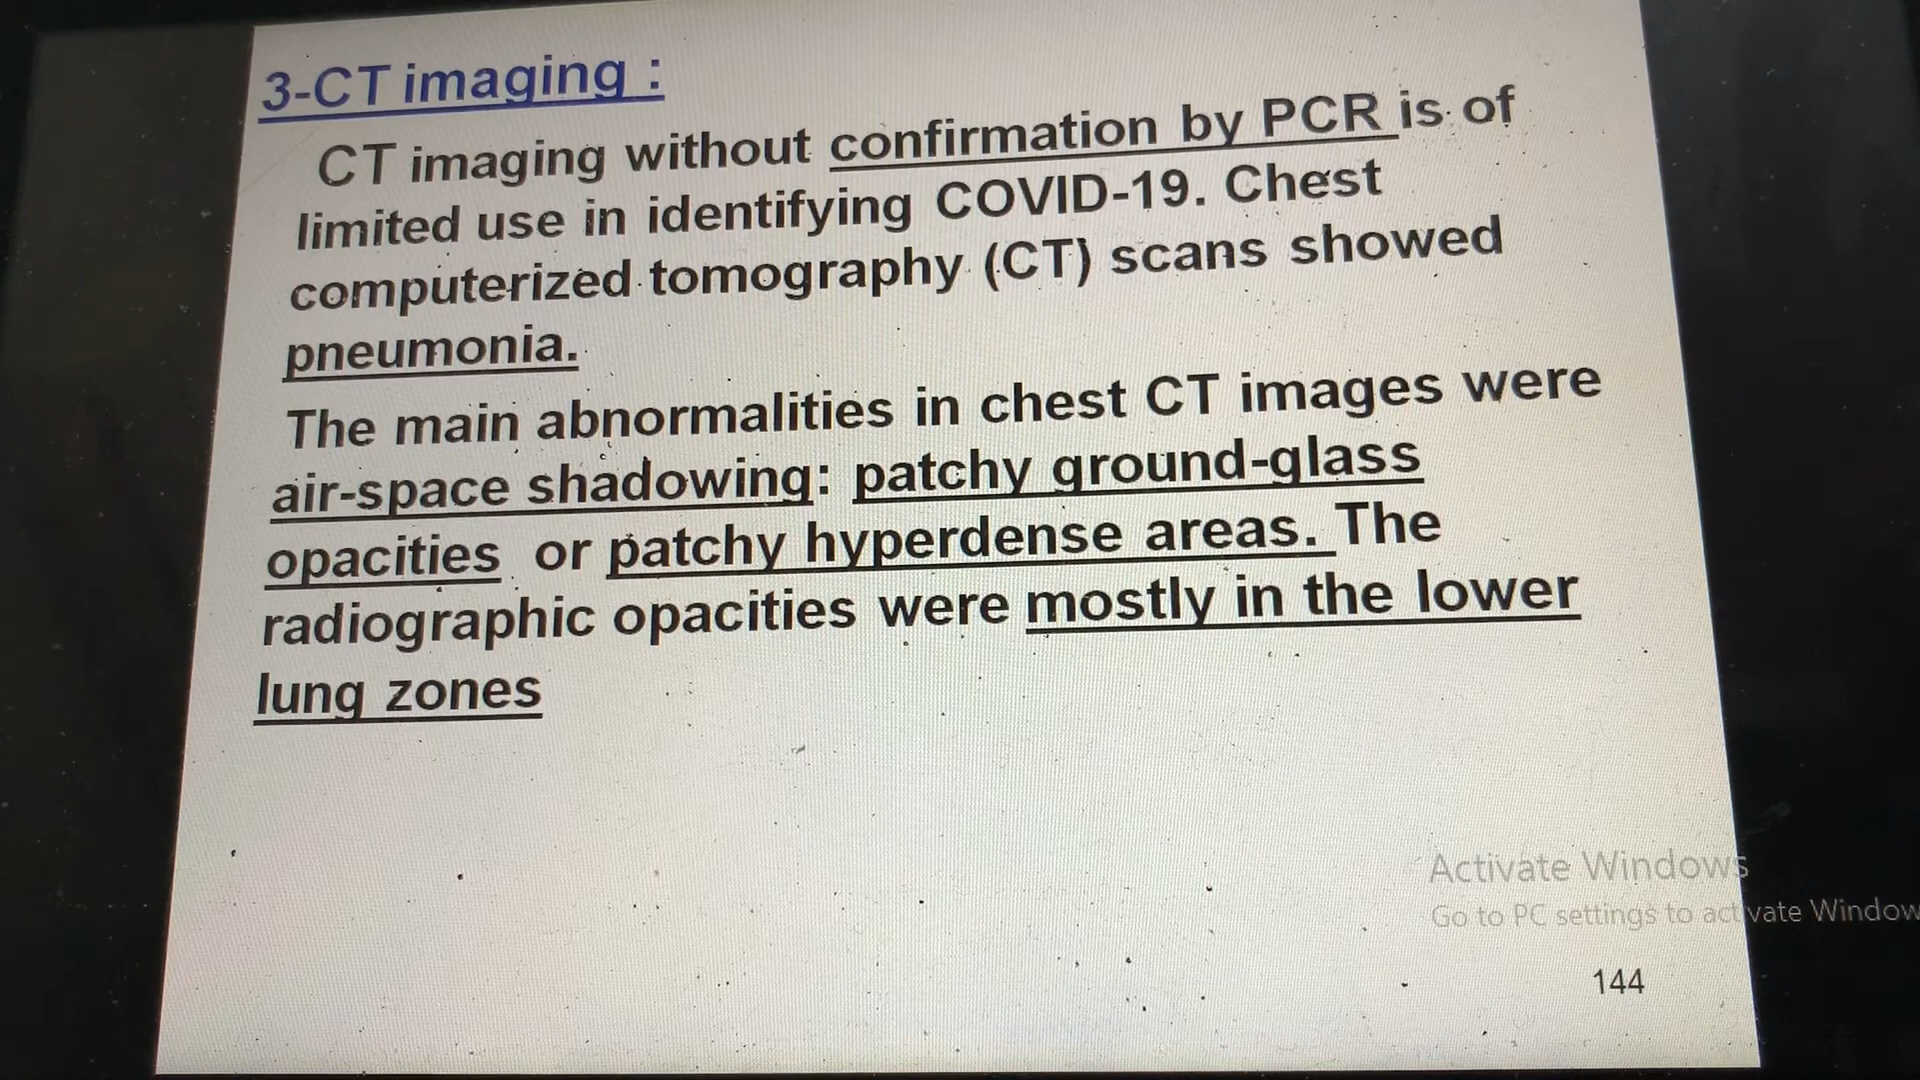 3-CT imaging :
CT imaging without confirmation by PCR is of
limited use in identifying COVID-19. Chest
computerized tomography (CT) scans showed
pneumonia.
The main abnormalities in chest CT images were
air-space shadowing: patchy ground-glass
opacities or patchy hyperdense areas. The
radiographic opacities were mostly in the lower
lung zones
Activate Windows
Go to PC settings to activate Window
144